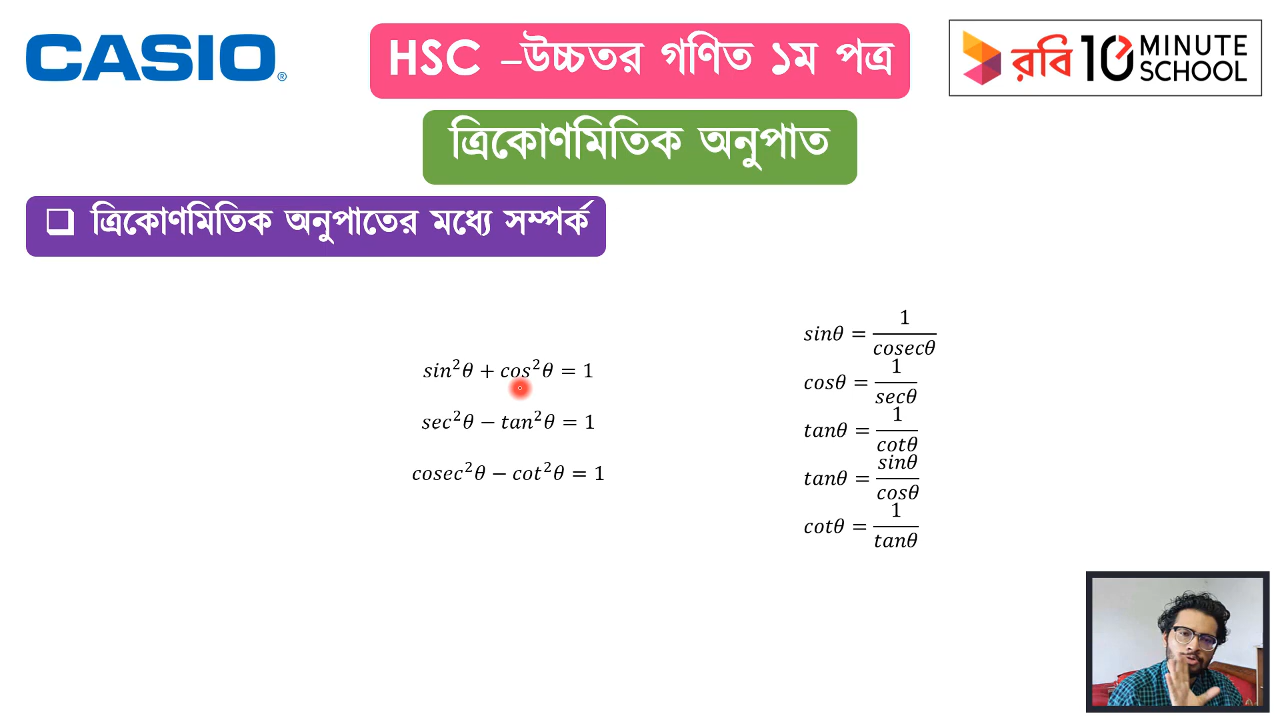 CASIO®
HSC –উচ্চতর গণিত ১ম পত্র
রবি 10 MINUTE SCHOOL
ত্রিকোণমিতিক অনুপাত
❑ ত্রিকোণমিতিক অনুপাতের মধ্যে সম্পর্ক
sin²θ + cos²θ = 1
sec²θ − tan²θ = 1
cosec²θ − cot²θ = 1
sinθ = 1/cosecθ
cosθ = 1/secθ
tanθ = 1/cotθ
tanθ = sinθ/cosθ
cotθ = 1/tanθ